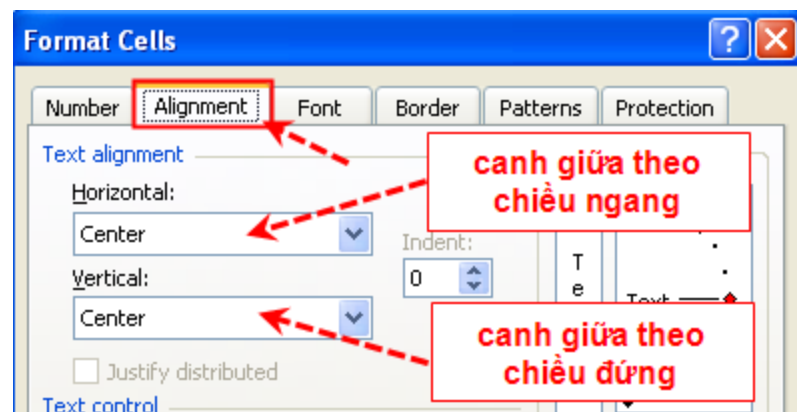 Format Cells
Number Alignment Font Border Patterns Protection
Text alignment
Horizontal:
Center
Indent:
0
Vertical:
Center
Justify distributed
Text control
T
e
Text
canh giữa theo
chiều ngang
canh giữa theo
chiều đứng